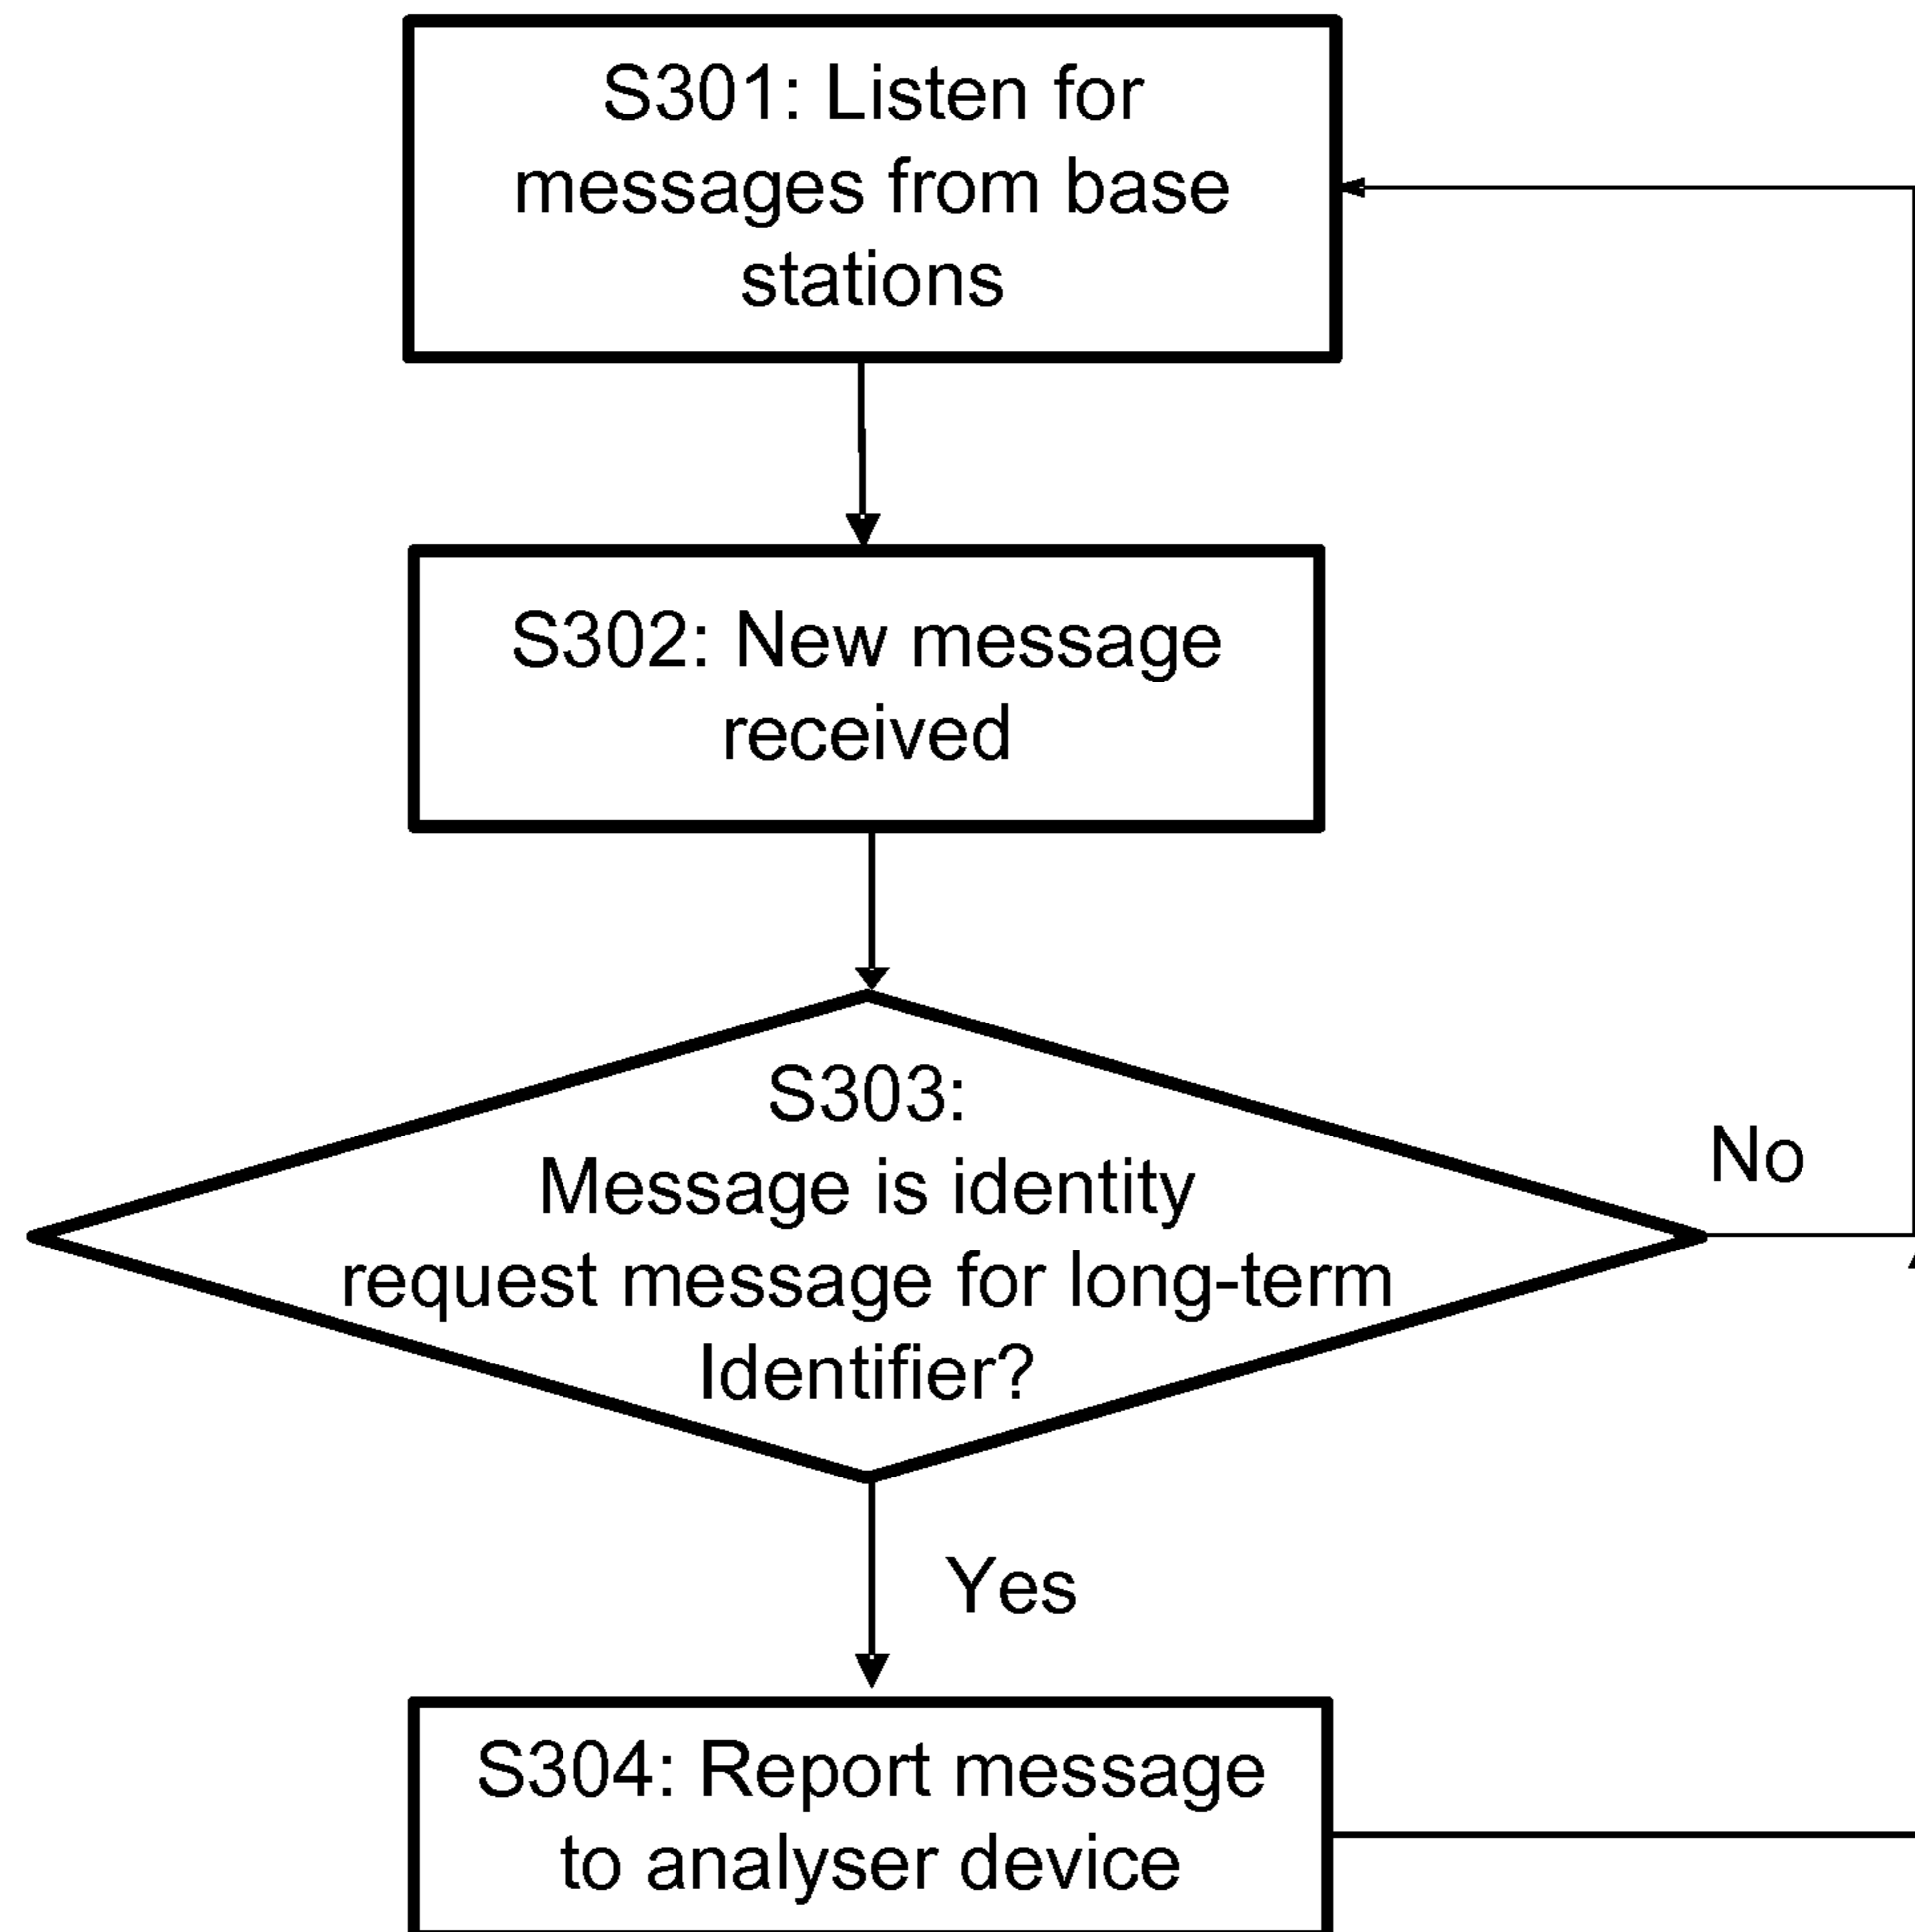 S301: Listen for
messages from base
stations
S302: New message
received
S303:
Message is identity
request message for long-term
Identifier?
No
Yes
S304: Report message
to analyser device